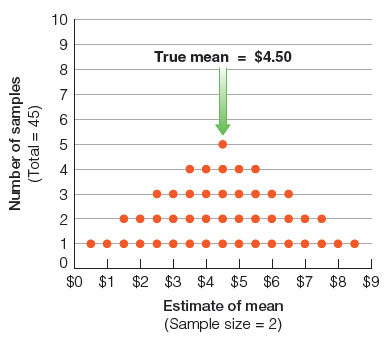 Number of samples
(Total = 45)
10
9
8
7
6
5
4
3
2
1
0
True mean = $4.50
$0 $1 $2 $3 $4 $5 $6 $7 $8 $9
Estimate of mean
(Sample size = 2)